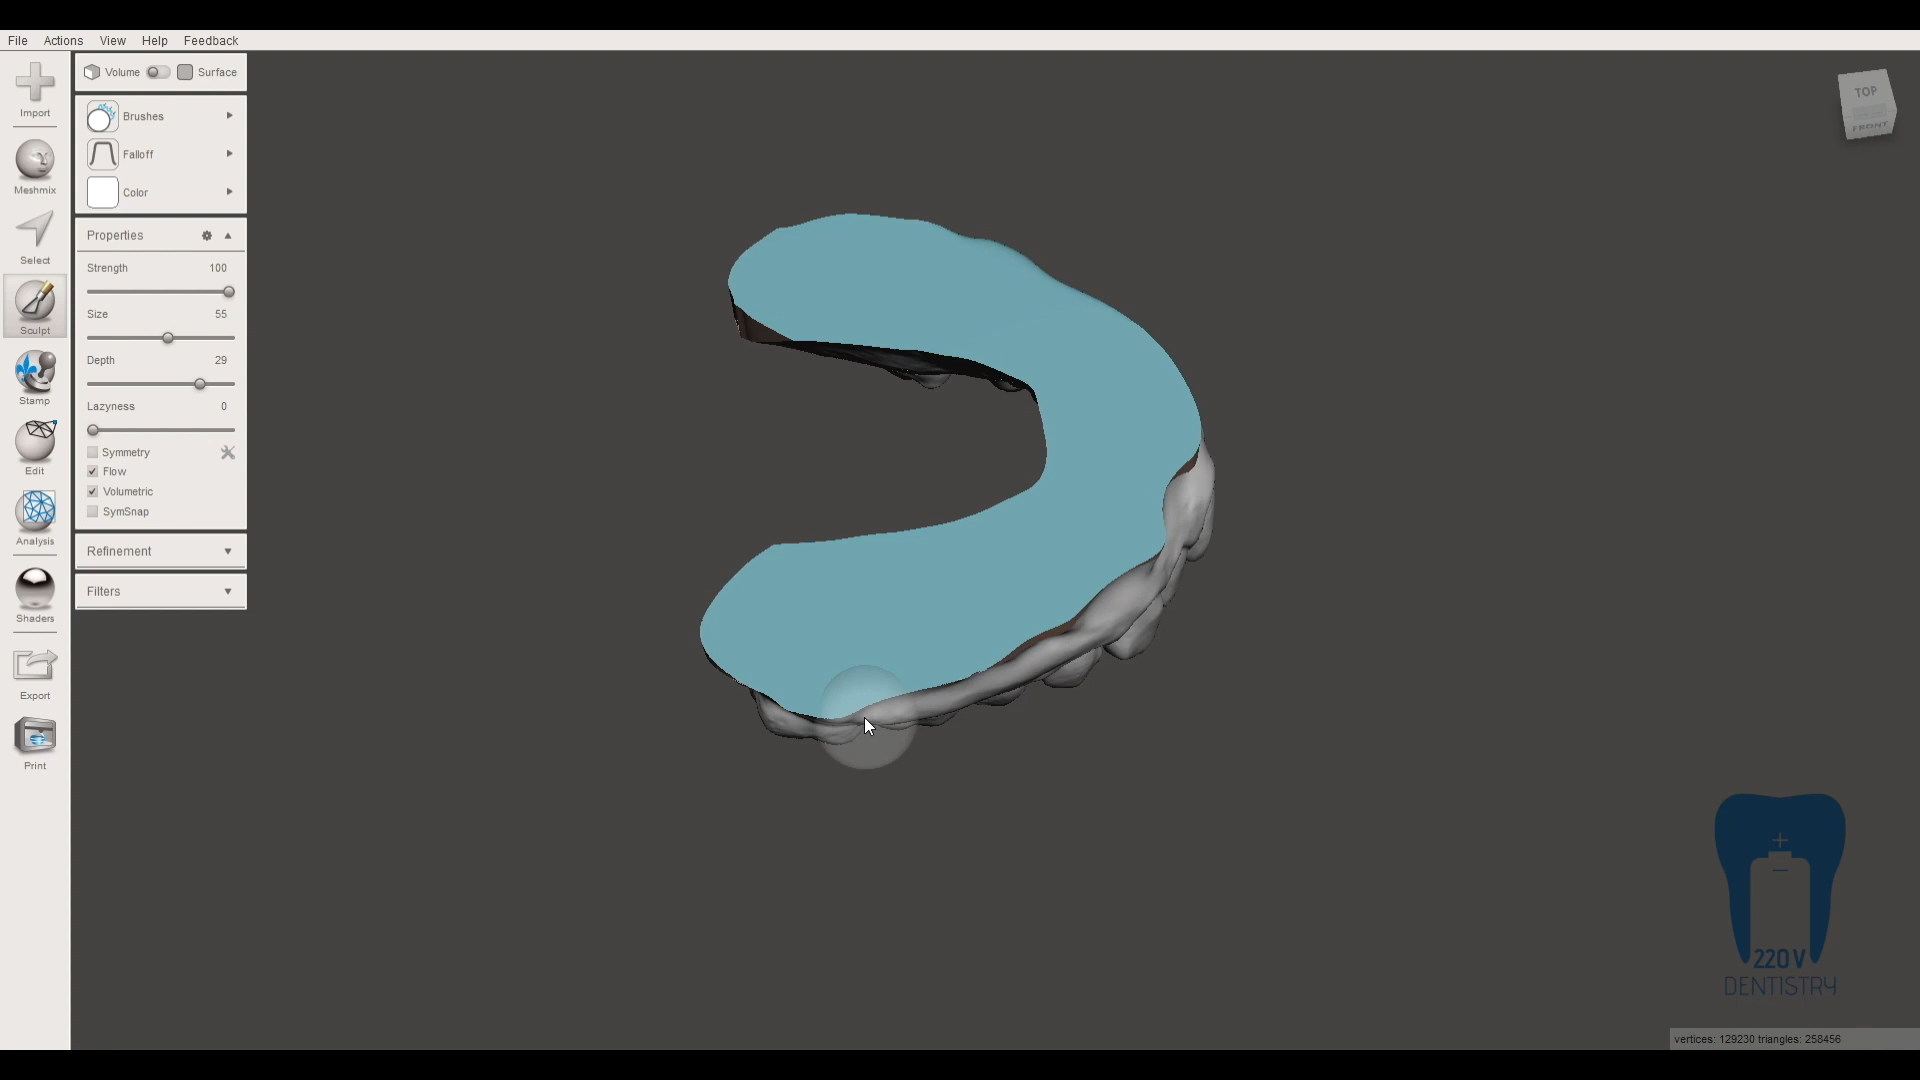 File Actions View Help Feedback
Import
Meshmix
Select
Sculpt
Stamp
Edit
Analysis
Shaders
Export
Print
Volume Surface
Brushes
Falloff
Color
Properties
Strength 100
Size 55
Depth 29
Lazyness 0
Symmetry
Flow
Volumetric
SymSnap
Refinement
Filters
TOP
FRONT
+
−
220 V
DENTISTRY
vertices: 129230 triangles: 258456